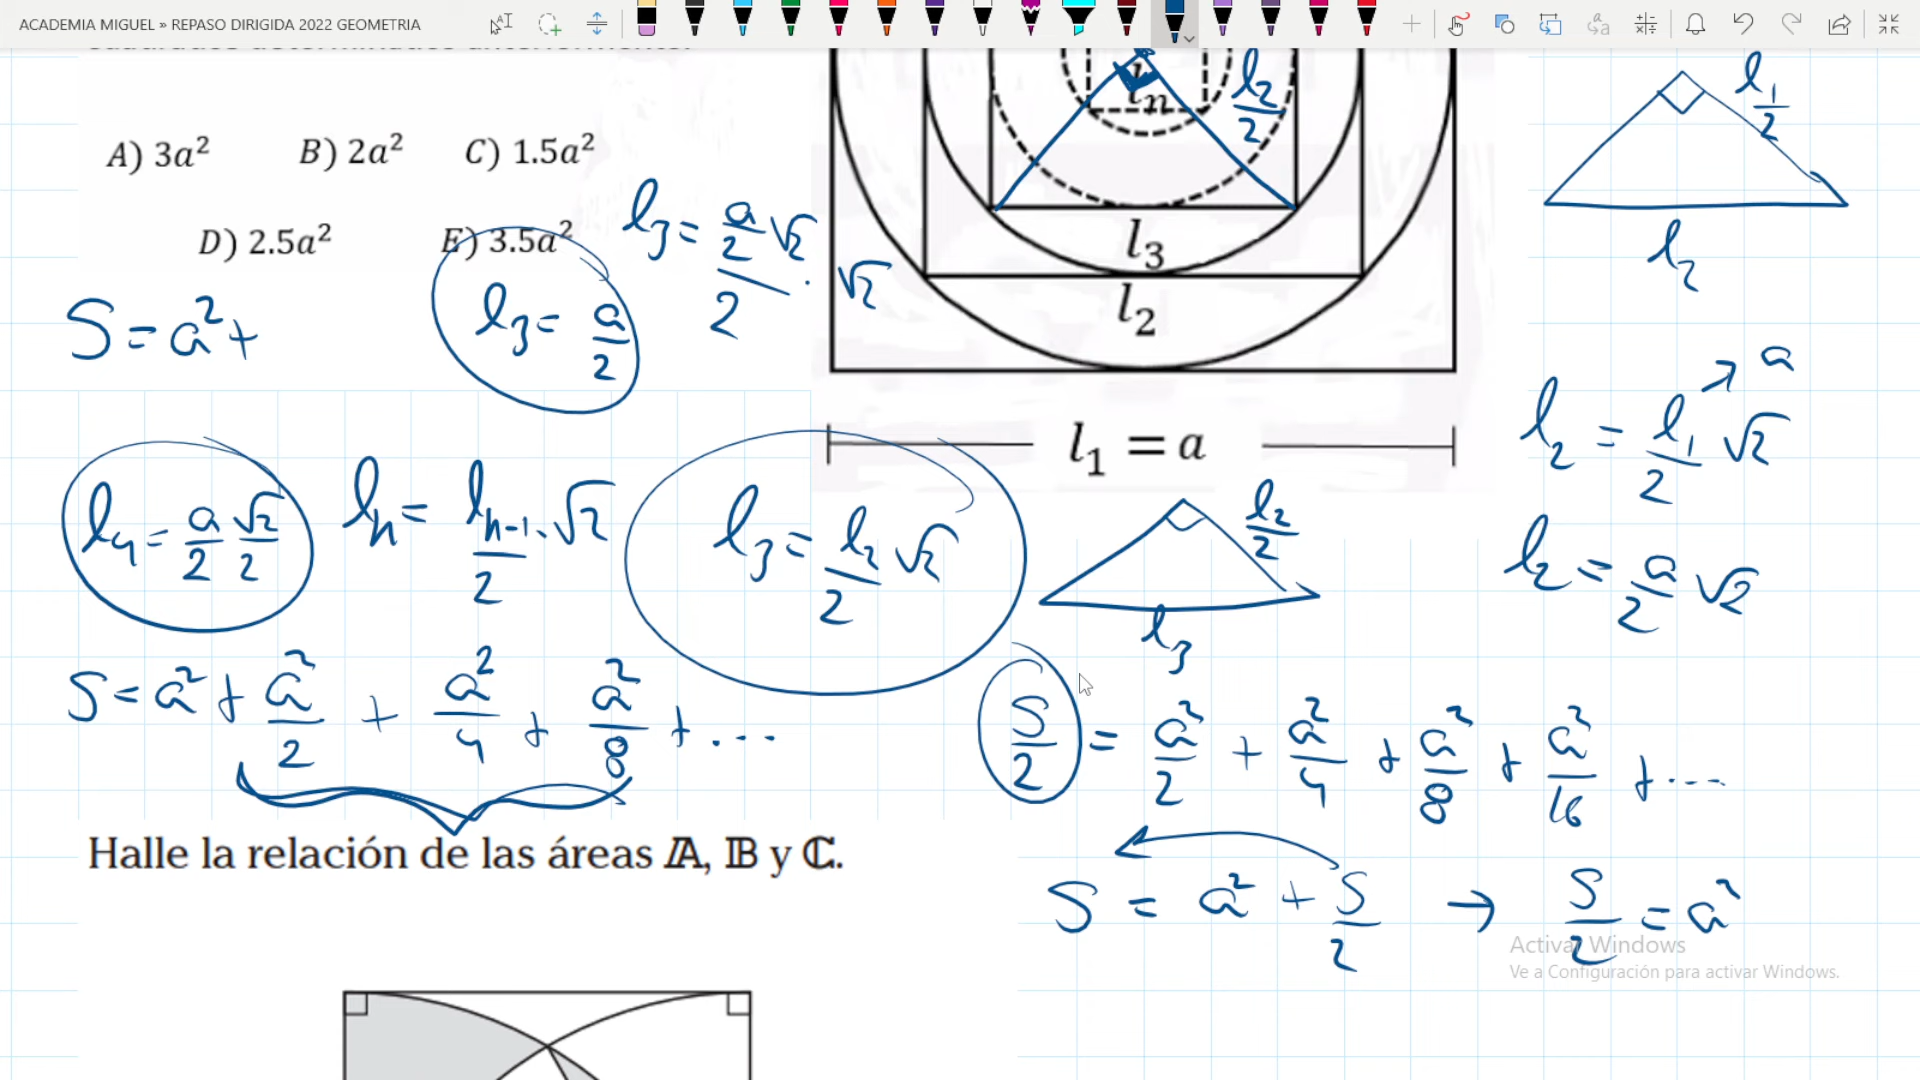 ACADEMIA MIGUEL » REPASO DIRIGIDA 2022 GEOMETRIA
A) 3a² B) 2a² C) 1.5a²
D) 2.5a² E) 3.5a²
S = a² +
l₃ = a/2
l₃ = (a/2 √2)/2 · √2
lₙ
l₂/2
l₃
l₂
l₁ = a
l₁/2
l₂
a
l₂ = l₁/2 √2
l₂ = a/2 √2
l₄ = a/2 √2/2
lₙ = lₙ₋₁/2 · √2
l₃ = l₂/2 √2
l₂/2
l₃
S = a² + a²/2 + a²/4 + a²/8 + ...
S/2 = a²/2 + a²/4 + a²/8 + a²/16 + ...
S = a² + S/2 → S/2 = a²
Halle la relación de las áreas 𝔸, 𝔹 y ℂ.
Activar Windows
Ve a Configuración para activar Windows.